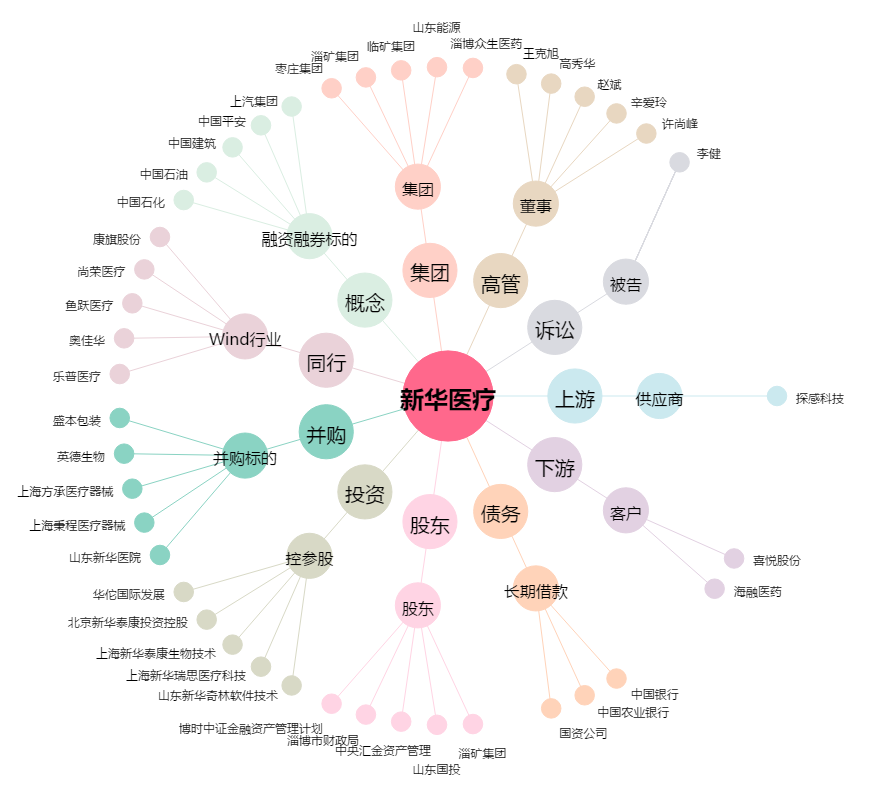 山东能源
临矿集团
淄博众生医药
淄矿集团
枣庄集团
王克旭
高秀华
赵斌
辛爱玲
许尚峰
李健
上汽集团
中国平安
中国建筑
中国石油
中国石化
集团
董事
融资融券标的
集团
高管
被告
概念
诉讼
康旗股份
尚荣医疗
鱼跃医疗
奥佳华
乐普医疗
Wind行业
同行
新华医疗
上游
供应商
探感科技
盛本包装
英德生物
上海方承医疗器械
上海秉程医疗器械
山东新华医院
并购标的
并购
下游
投资
股东
债务
客户
喜悦股份
海融医药
控参股
长期借款
股东
华佗国际发展
北京新华泰康投资控股
上海新华泰康生物技术
上海新华瑞思医疗科技
山东新华奇林软件技术
中国银行
中国农业银行
国资公司
博时中证金融资产管理计划
淄博市财政局
中央汇金资产管理
山东国投
淄矿集团